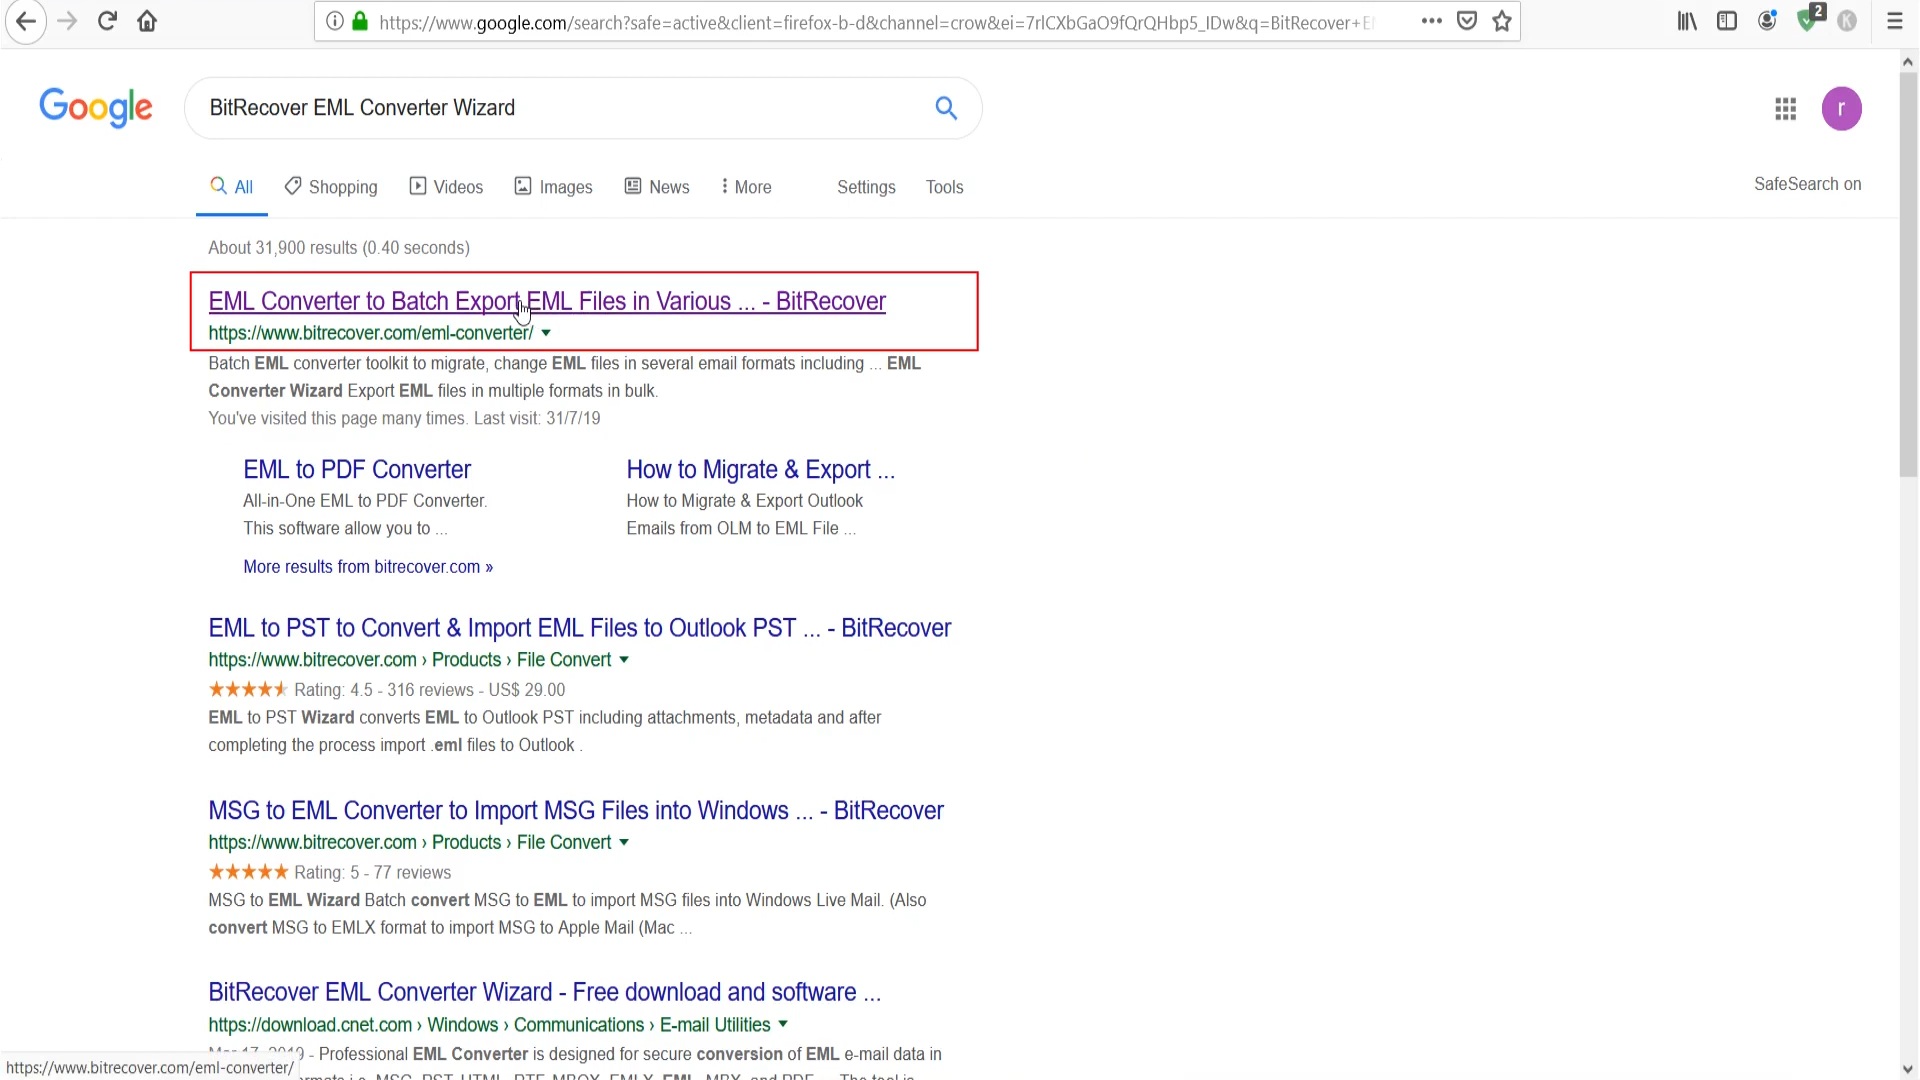 https://www.google.com/search?safe=active&client=firefox-b-d&channel=crow&ei=7rlCXbGaO9fQrQHbp5_IDw&q=BitRecover+E
2
Google
BitRecover EML Converter Wizard
r
All Shopping Videos Images News More Settings Tools SafeSearch on
About 31,900 results (0.40 seconds)
EML Converter to Batch Export EML Files in Various ... - BitRecover
https://www.bitrecover.com/eml-converter/
Batch EML converter toolkit to migrate, change EML files in several email formats including ... EML
Converter Wizard Export EML files in multiple formats in bulk.
You've visited this page many times. Last visit: 31/7/19
EML to PDF Converter
All-in-One EML to PDF Converter.
This software allow you to ...
How to Migrate & Export ...
How to Migrate & Export Outlook
Emails from OLM to EML File ...
More results from bitrecover.com »
EML to PST to Convert & Import EML Files to Outlook PST ... - BitRecover
https://www.bitrecover.com › Products › File Convert
Rating: 4.5 - 316 reviews - US$ 29.00
EML to PST Wizard converts EML to Outlook PST including attachments, metadata and after
completing the process import .eml files to Outlook .
MSG to EML Converter to Import MSG Files into Windows ... - BitRecover
https://www.bitrecover.com › Products › File Convert
Rating: 5 - 77 reviews
MSG to EML Wizard Batch convert MSG to EML to import MSG files into Windows Live Mail. (Also
convert MSG to EMLX format to import MSG to Apple Mail (Mac ...
BitRecover EML Converter Wizard - Free download and software ...
https://download.cnet.com › Windows › Communications › E-mail Utilities
- Professional EML Converter is designed for secure conversion of EML e-mail data in
https://www.bitrecover.com/eml-converter/